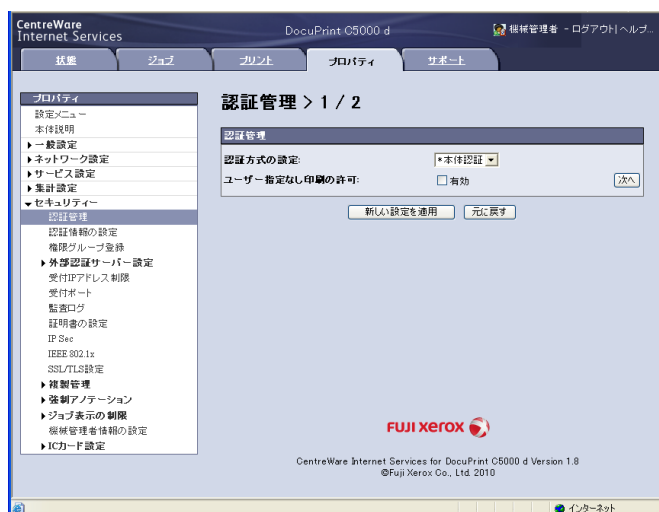 CentreWare
Internet Services
DocuPrint C5000 d
機械管理者 - ログアウト|ヘルプ...
状態
ジョブ
プリント
プロパティ
サポート
プロパティ
設定メニュー
本体説明
一般設定
ネットワーク設定
サービス設定
集計設定
セキュリティー
認証管理
認証情報の設定
権限グループ登録
外部認証サーバー設定
受付IPアドレス制限
受付ポート
監査ログ
証明書の設定
IP Sec
IEEE 802.1x
SSL/TLS設定
複製管理
強制アノテーション
ジョブ表示の制限
機械管理者情報の設定
ICカード設定
認証管理 > 1 / 2
認証管理
認証方式の設定:
*本体認証
ユーザー指定なし印刷の許可:
有効
次へ
新しい設定を適用
元に戻す
FUJI XEROX
CentreWare Internet Services for DocuPrint C5000 d Version 1.8
©Fuji Xerox Co., Ltd. 2010
インターネット